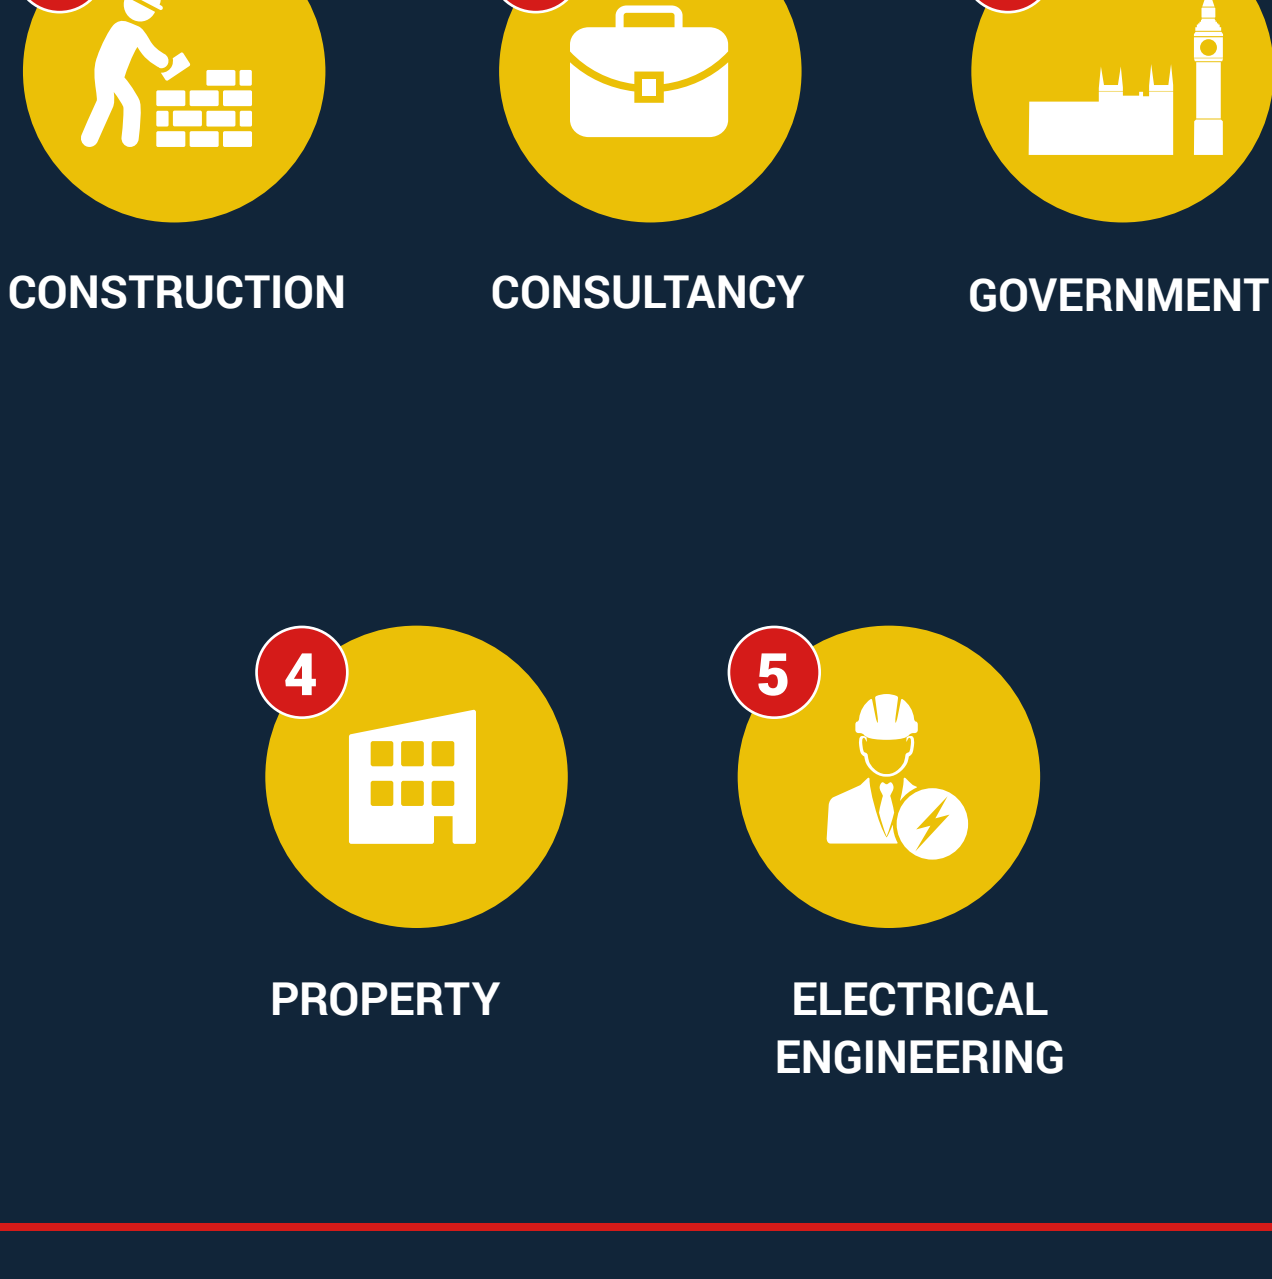 CONSTRUCTION
CONSULTANCY
GOVERNMENT
4
5
PROPERTY
ELECTRICAL
ENGINEERING